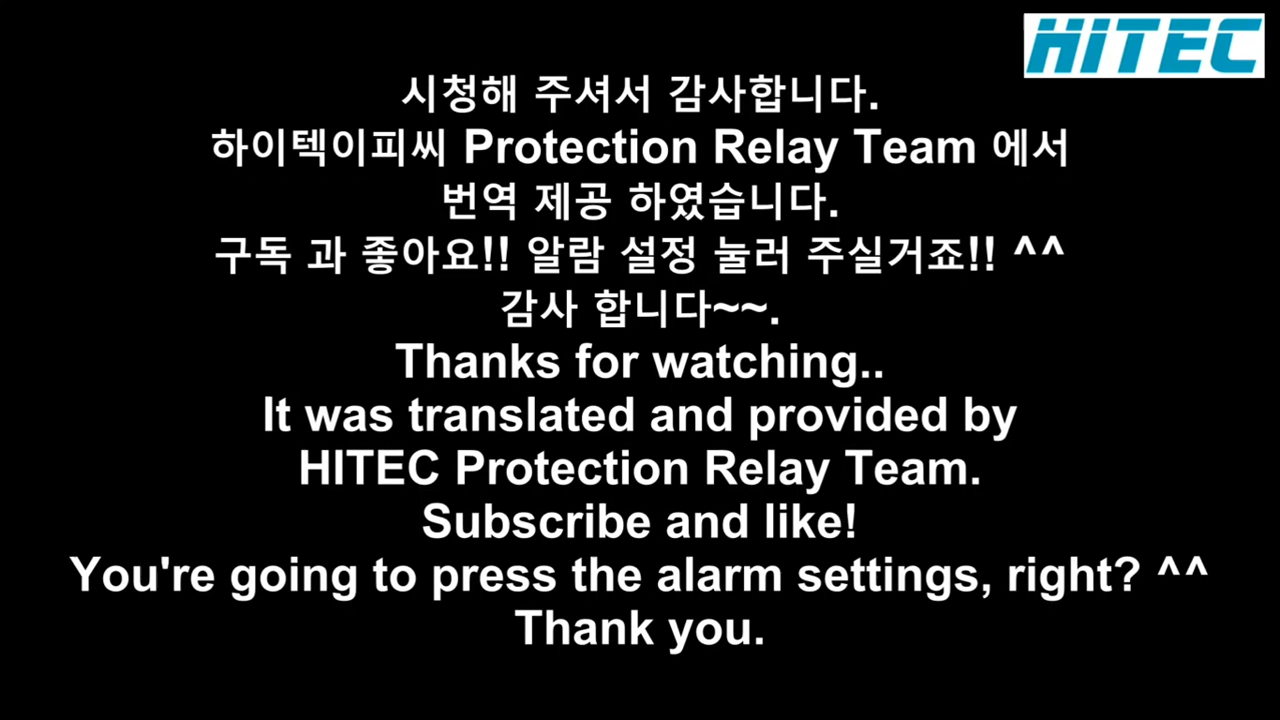 HiTEC
시청해 주셔서 감사합니다.
하이텍이피씨 Protection Relay Team 에서
번역 제공 하였습니다.
구독 과 좋아요!! 알람 설정 눌러 주실거죠!! ^^
감사 합니다~~.
Thanks for watching..
It was translated and provided by
HITEC Protection Relay Team.
Subscribe and like!
You're going to press the alarm settings, right? ^^
Thank you.